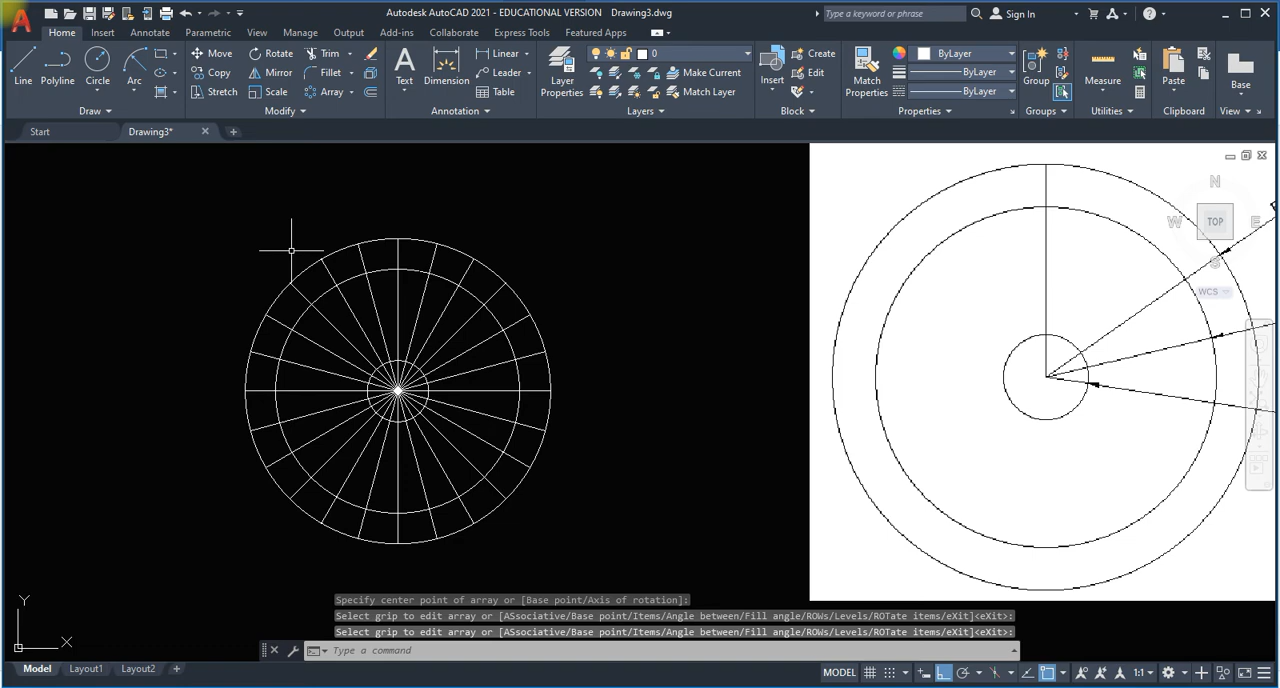 Autodesk AutoCAD 2021 - EDUCATIONAL VERSION Drawing3.dwg
Type a keyword or phrase
Sign In
Home Insert Annotate Parametric View Manage Output Add-ins Collaborate Express Tools Featured Apps
Line Polyline Circle Arc
Move Rotate Trim
Copy Mirror Fillet
Stretch Scale Array
Text Dimension
Linear
Leader
Table
Layer Properties
0
Make Current
Match Layer
Insert
Create
Edit
Match Properties
ByLayer
ByLayer
ByLayer
Group
Measure
Paste
Base
Draw Modify Annotation Layers Block Properties Groups Utilities Clipboard View
Start Drawing3*
N
W TOP E
S
WCS
Y
X
Specify center point of array or [Base point/Axis of rotation]:
Select grip to edit array or [ASsociative/Base point/Items/Angle between/Fill angle/ROWs/Levels/ROTate items/eXit]<eXit>:
Select grip to edit array or [ASsociative/Base point/Items/Angle between/Fill angle/ROWs/Levels/ROTate items/eXit]<eXit>:
Type a command
Model Layout1 Layout2 +
MODEL 1:1